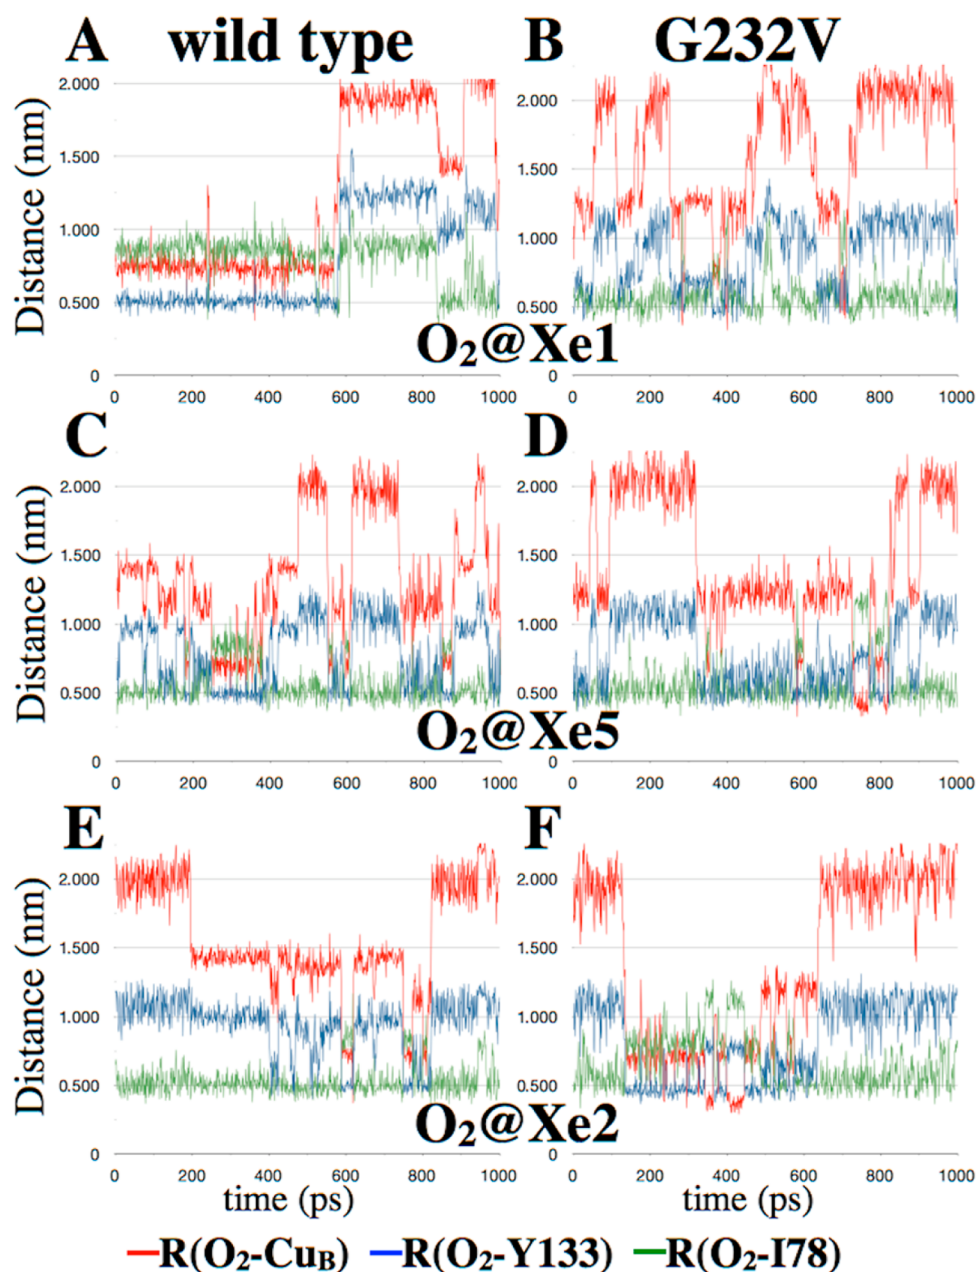 A wild type B G232V
Distance (nm)
2.000
1.500
1.000
0.500
0
0 200 400 600 800 1000
2.000
1.500
1.000
0.500
0
0 200 400 600 800 1000
O₂@Xe1
C D
Distance (nm)
2.000
1.500
1.000
0.500
0
0 200 400 600 800 1000
2.000
1.500
1.000
0.500
0
0 200 400 600 800 1000
O₂@Xe5
E F
Distance (nm)
2.000
1.500
1.000
0.500
0
0 200 400 600 800 1000
2.000
1.500
1.000
0.500
0
0 200 400 600 800 1000
O₂@Xe2
time (ps) time (ps)
R(O₂-CuB) R(O₂-Y133) R(O₂-I78)